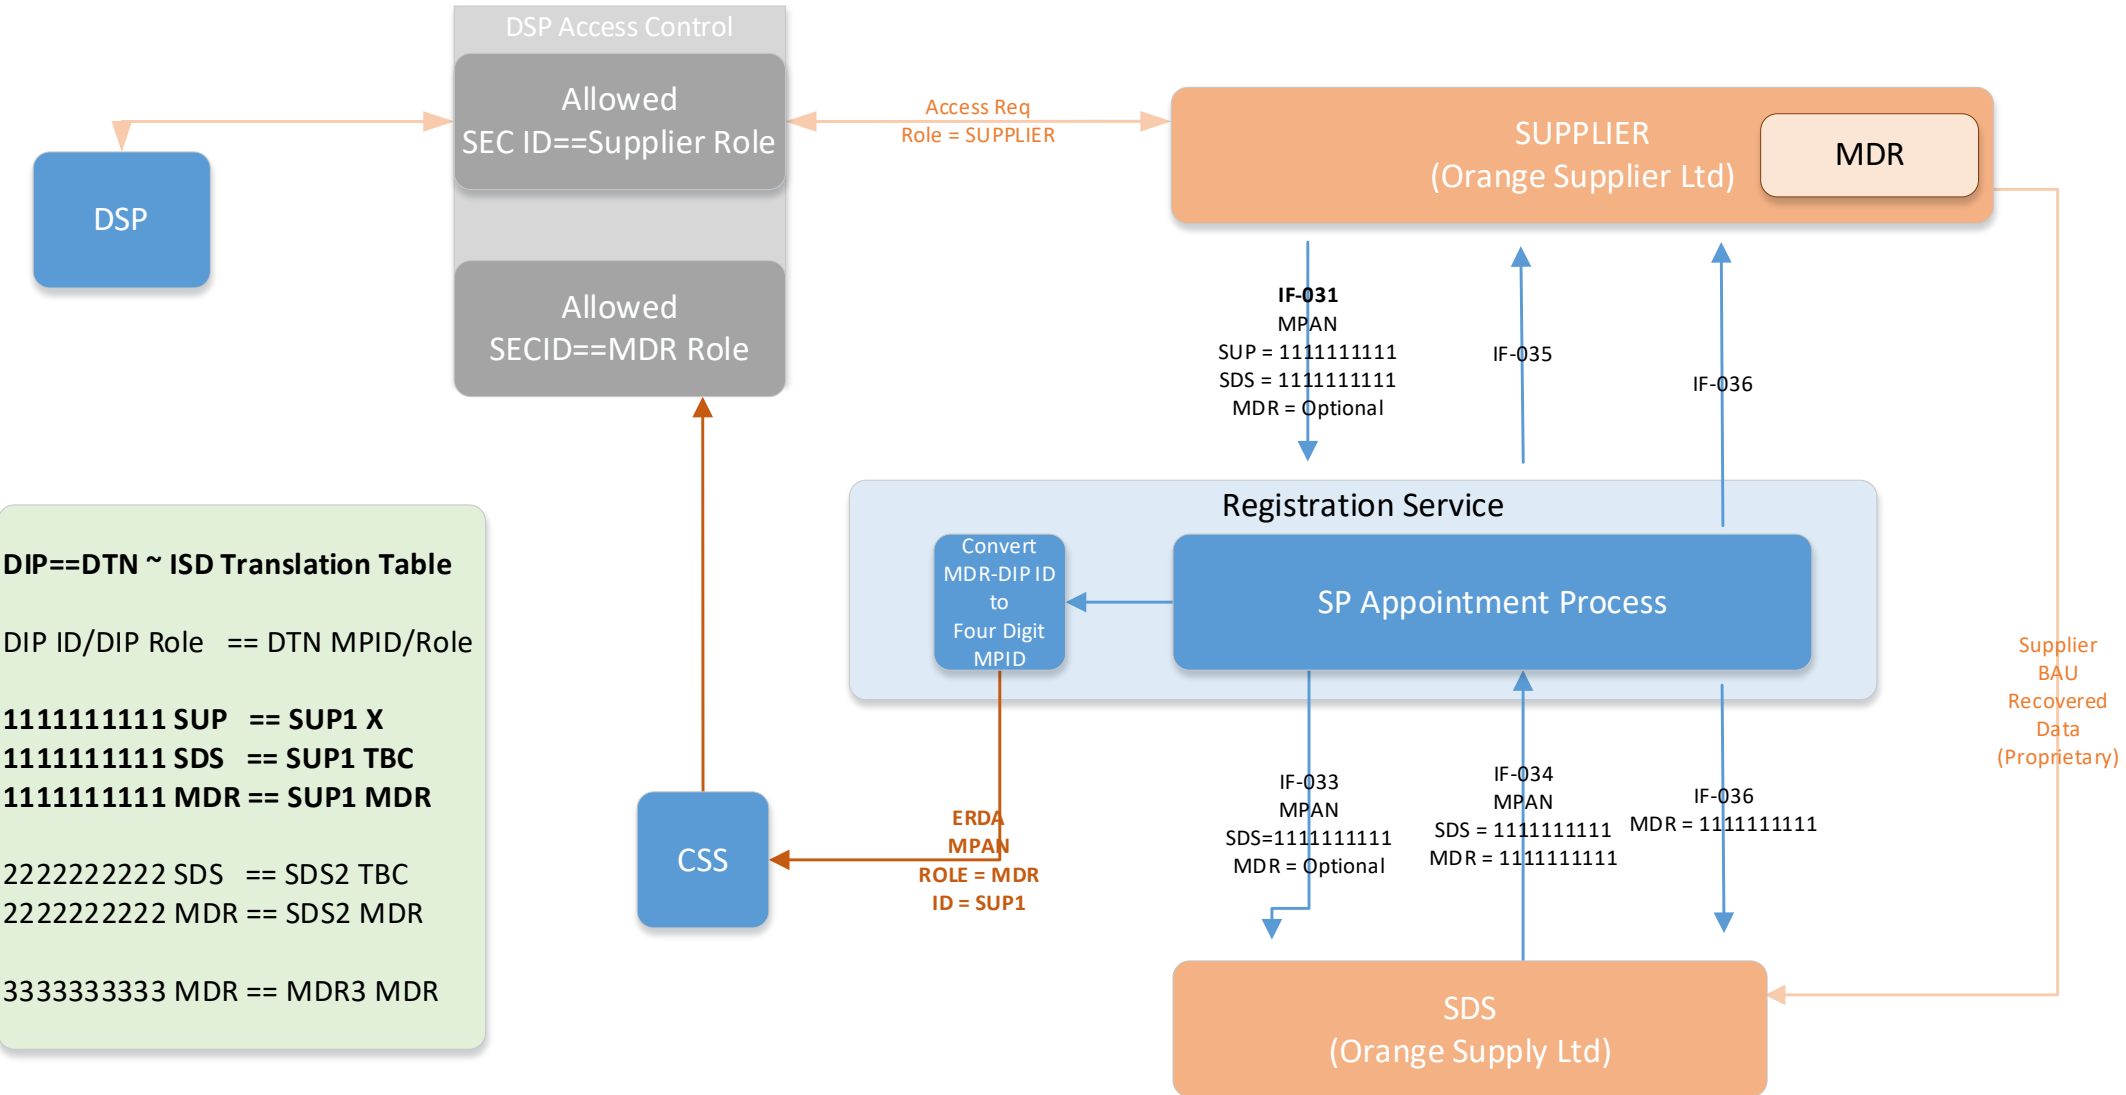 DSP Access Control
Allowed
SEC ID==Supplier Role
Access Req
Role = SUPPLIER
SUPPLIER
(Orange Supplier Ltd)
MDR
DSP
Allowed
SECID==MDR Role
IF-031
MPAN
SUP = 1111111111
SDS = 1111111111
MDR = Optional
IF-035
IF-036
Registration Service
Convert
MDR-DIP ID
to
Four Digit
MPID
SP Appointment Process
DIP==DTN ~ ISD Translation Table
DIP ID/DIP Role == DTN MPID/Role
1111111111 SUP == SUP1 X
1111111111 SDS == SUP1 TBC
1111111111 MDR == SUP1 MDR
2222222222 SDS == SDS2 TBC
2222222222 MDR == SDS2 MDR
3333333333 MDR == MDR3 MDR
Supplier
BAU
Recovered
Data
(Proprietary)
CSS
ERDA
MPAN
ROLE = MDR
ID = SUP1
IF-033
MPAN
SDS=1111111111
MDR = Optional
IF-034
MPAN
SDS = 1111111111
MDR = 1111111111
IF-036
MDR = 1111111111
SDS
(Orange Supply Ltd)